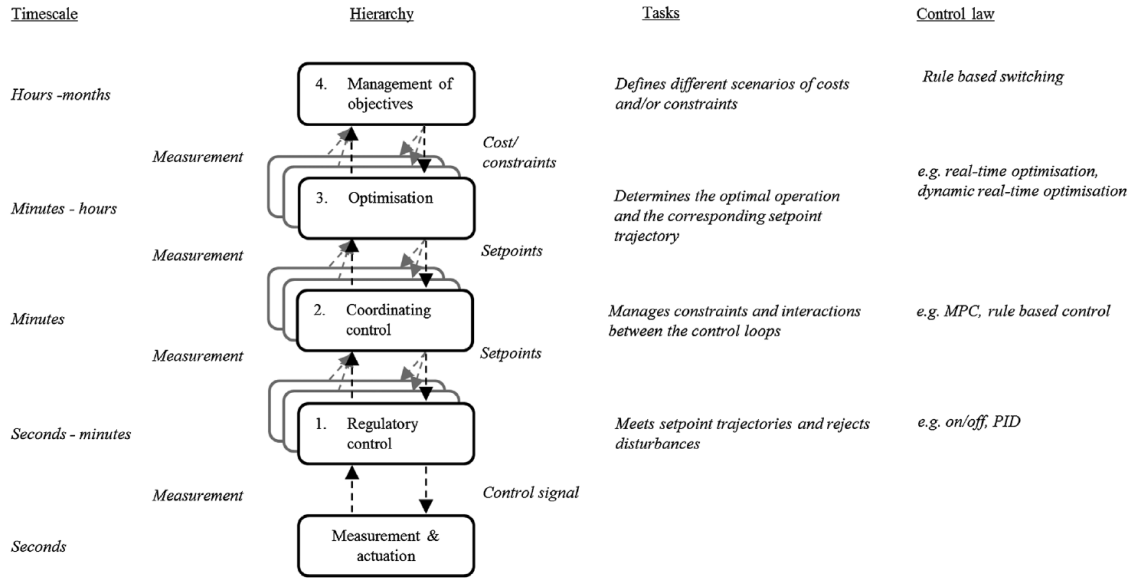 Timescale
Hierarchy
Tasks
Control law
Hours -months
4. Management of
objectives
Defines different scenarios of costs
and/or constraints
Rule based switching
Measurement
Cost/
constraints
Minutes - hours
3. Optimisation
Determines the optimal operation
and the corresponding setpoint
trajectory
e.g. real-time optimisation,
dynamic real-time optimisation
Measurement
Setpoints
Minutes
2. Coordinating
control
Manages constraints and interactions
between the control loops
e.g. MPC, rule based control
Measurement
Setpoints
Seconds - minutes
1. Regulatory
control
Meets setpoint trajectories and rejects
disturbances
e.g. on/off, PID
Measurement
Control signal
Seconds
Measurement &
actuation